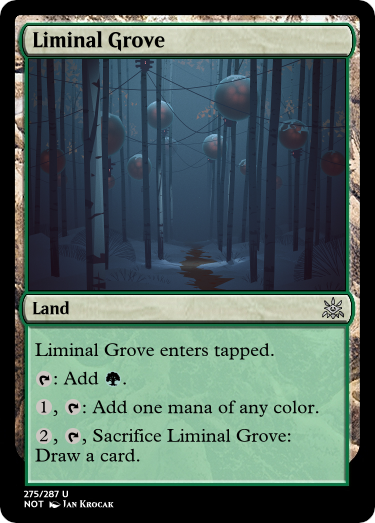 Liminal Grove
Land
Liminal Grove enters tapped.
: Add .
1, : Add one mana of any color.
2, , Sacrifice Liminal Grove:
Draw a card.
275/287 U
NOT Jan Krocak